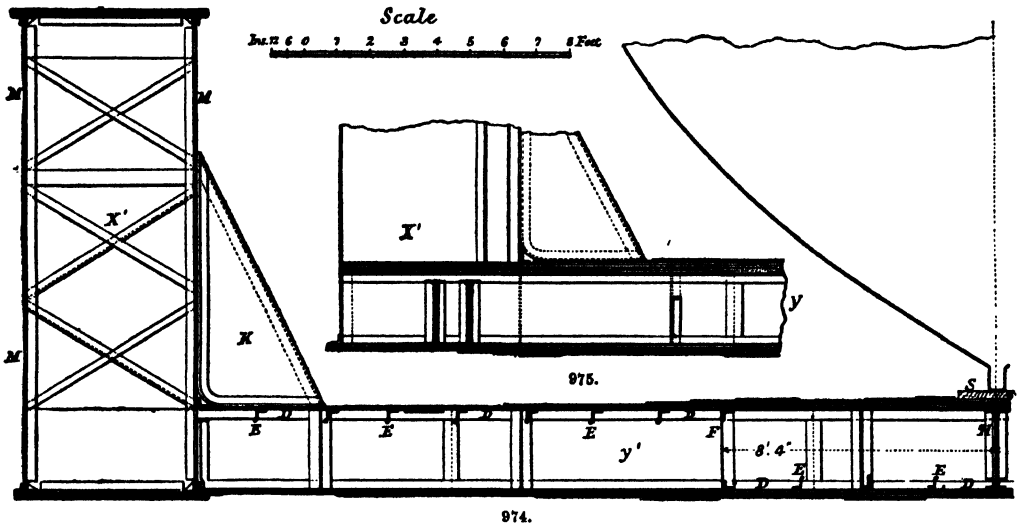 Scale
Ins. 12 6 0 1 2 3 4 5 6 7 8 Feet
M M
X'
X'
Y
K
M
975.
S
E D E D E D F H
y'
8'. 4"
E E
D D
974.